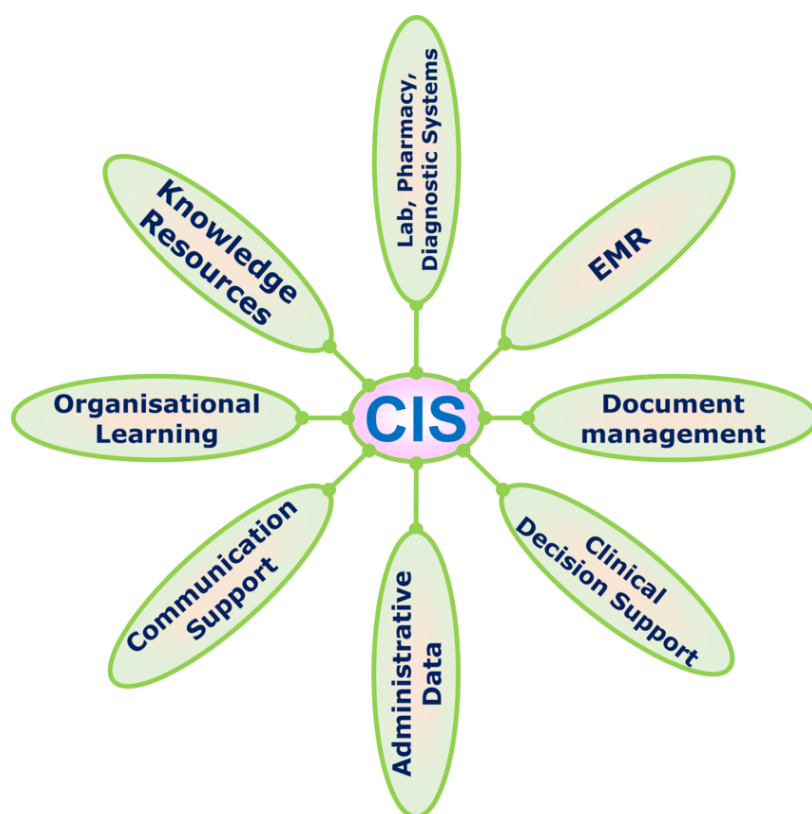 Lab, Pharmacy,
Diagnostic Systems
EMR
Document
management
Clinical
Decision Support
Administrative
Data
Communication
Support
Organisational
Learning
Knowledge
Resources
CIS